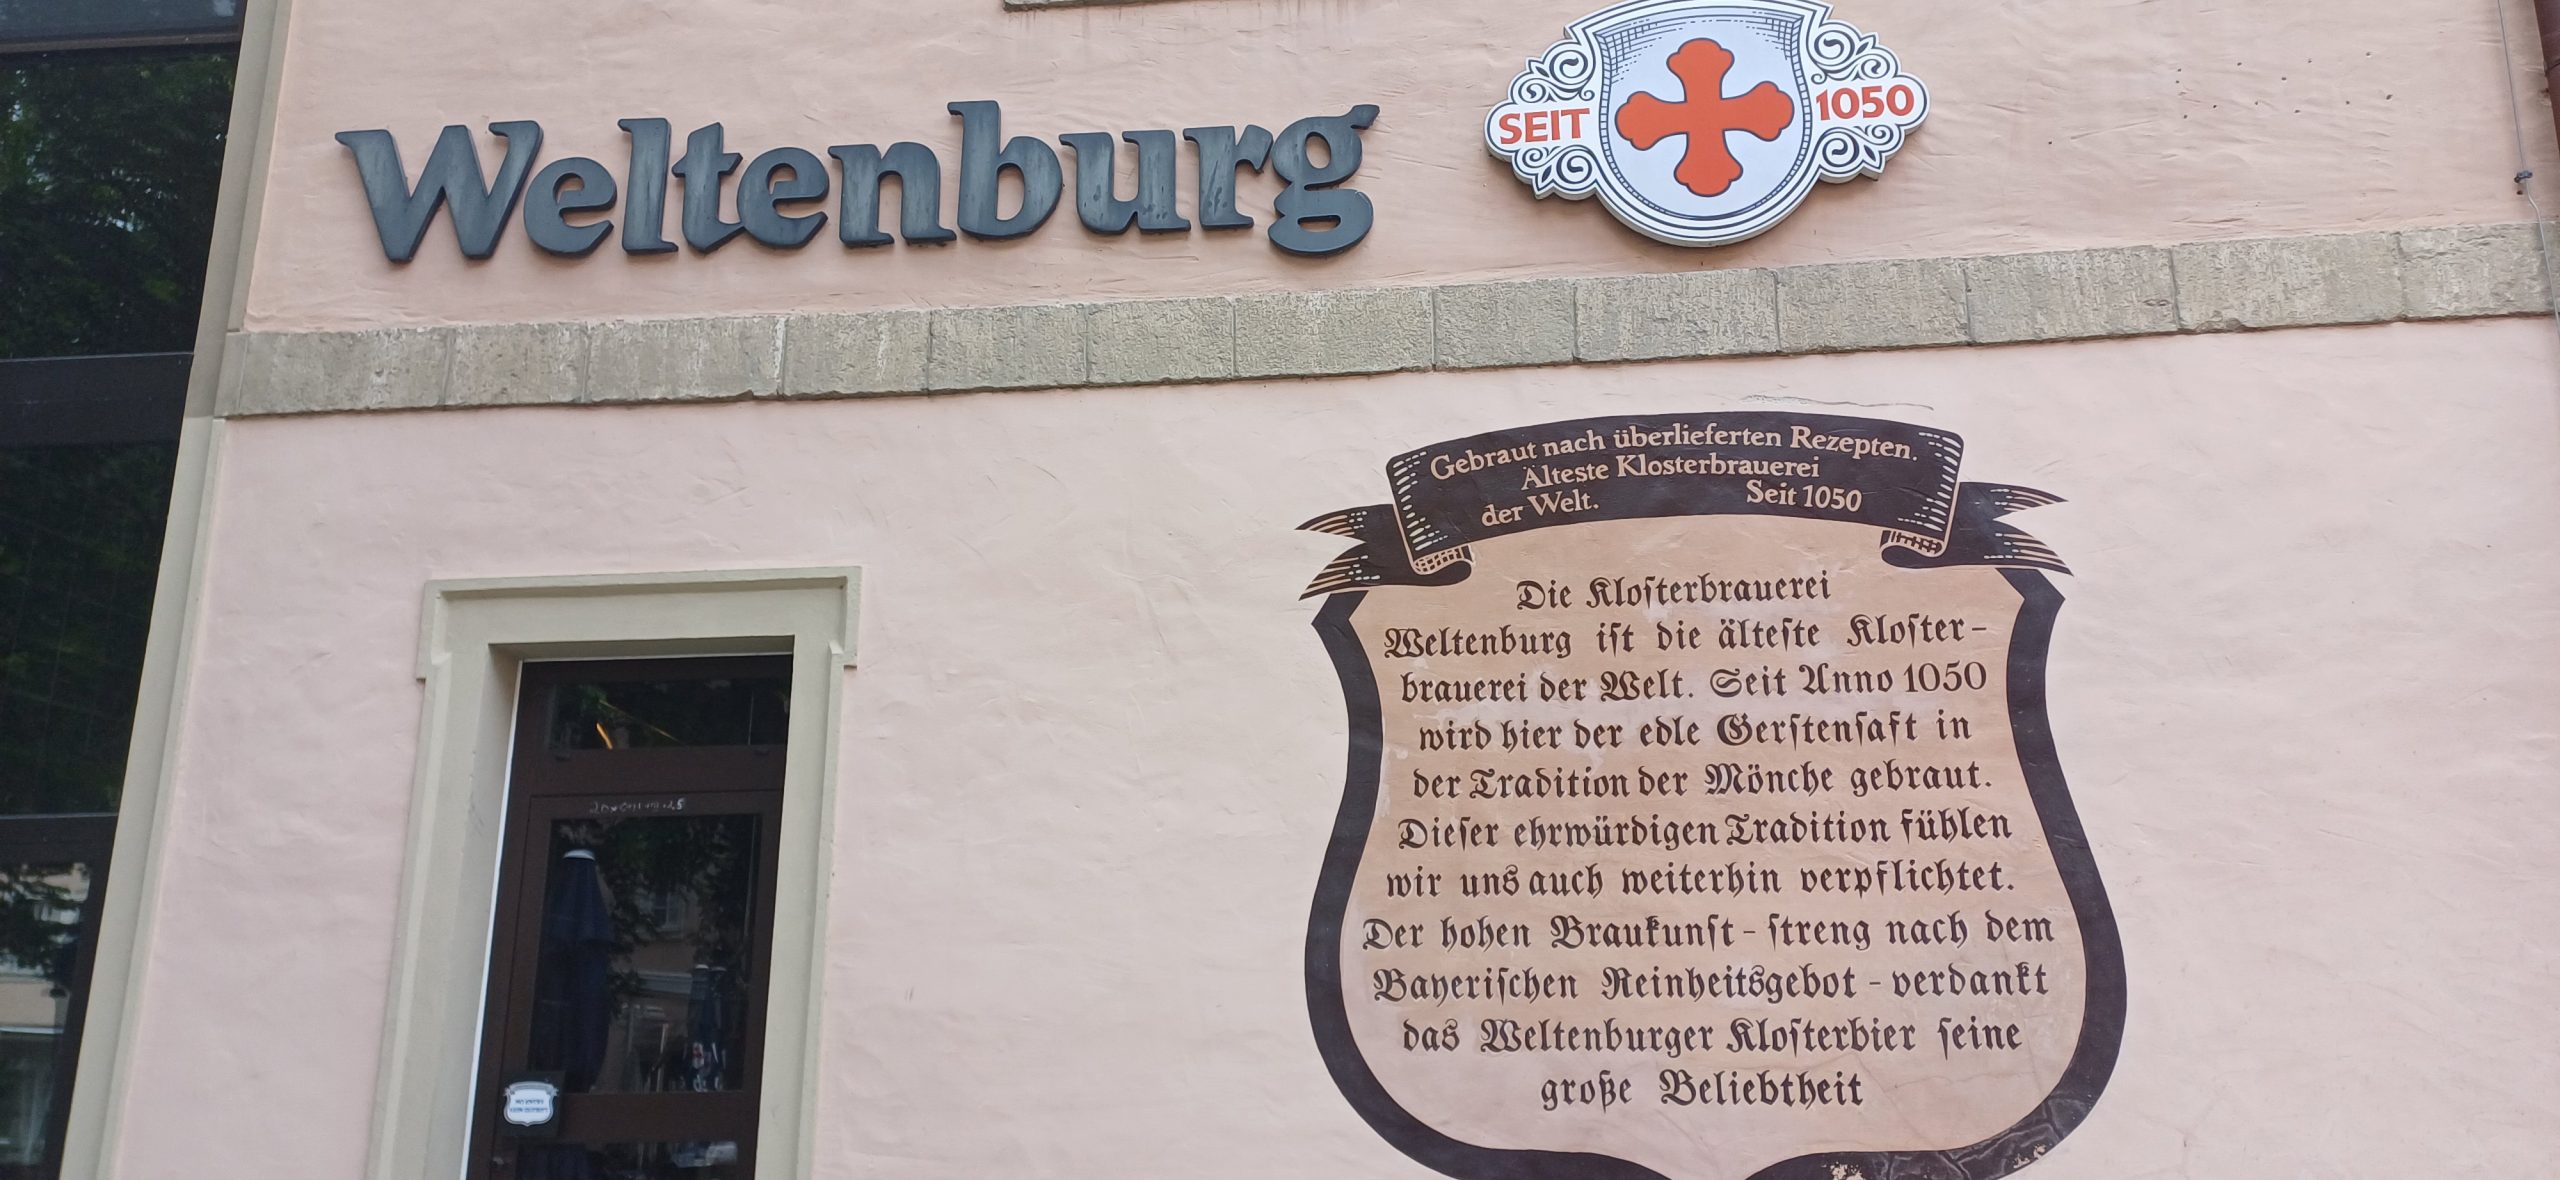 Weltenburg
SEIT 1050
Gebraut nach überlieferten Rezepten.
Älteste Klosterbrauerei
der Welt. Seit 1050
Die Kloſterbrauerei
Weltenburg iſt die älteſte Kloſter-
brauerei der Welt. Seit Anno 1050
wird hier der edle Gerſtenſaft in
der Tradition der Mönche gebraut.
Dieſer ehrwürdigen Tradition fühlen
wir uns auch weiterhin verpflichtet.
Der hohen Braukunſt - ſtreng nach dem
Bayeriſchen Reinheitsgebot - verdankt
das Weltenburger Kloſterbier ſeine
große Beliebtheit